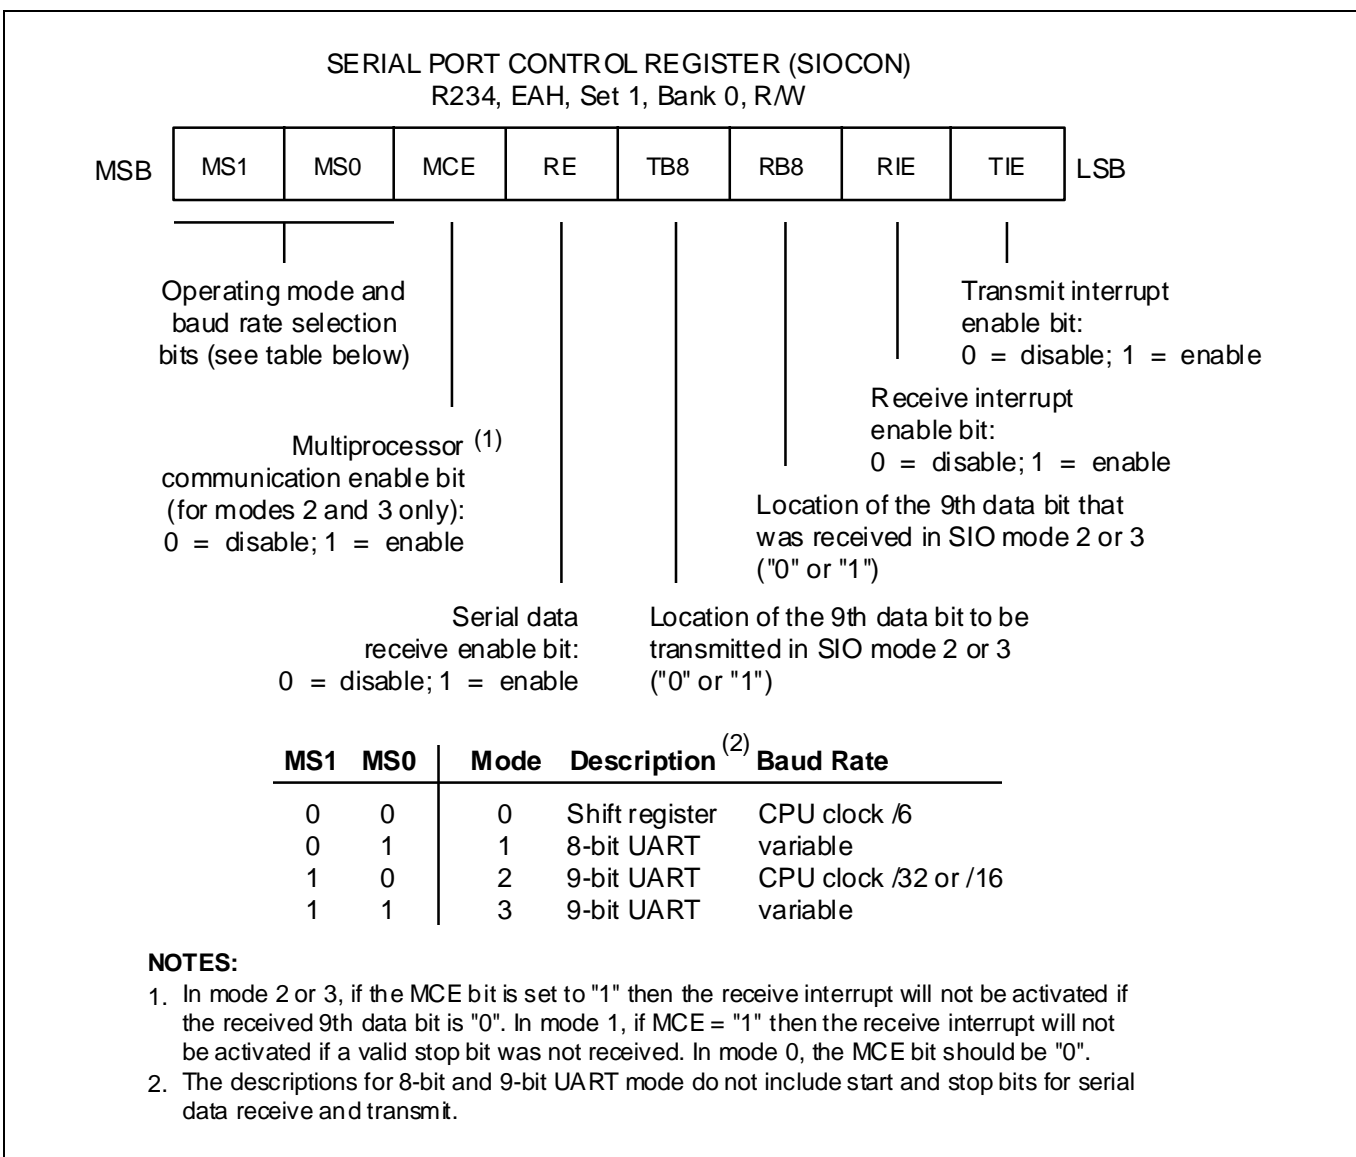 SERIAL PORT CONTROL REGISTER (SIOCON)
R234, EAH, Set 1, Bank 0, R/W
MSB MS1 MS0 MCE RE TB8 RB8 RIE TIE LSB
Operating mode and
baud rate selection
bits (see table below)
Transmit interrupt
enable bit:
0 = disable; 1 = enable
Receive interrupt
enable bit:
0 = disable; 1 = enable
Multiprocessor (1)
communication enable bit
(for modes 2 and 3 only):
0 = disable; 1 = enable
Location of the 9th data bit that
was received in SIO mode 2 or 3
("0" or "1")
Serial data
receive enable bit:
0 = disable; 1 = enable
Location of the 9th data bit to be
transmitted in SIO mode 2 or 3
("0" or "1")
MS1 MS0 Mode Description (2) Baud Rate
0 0 0 Shift register CPU clock /6
0 1 1 8-bit UART variable
1 0 2 9-bit UART CPU clock /32 or /16
1 1 3 9-bit UART variable
NOTES:
1. In mode 2 or 3, if the MCE bit is set to "1" then the receive interrupt will not be activated if
the received 9th data bit is "0". In mode 1, if MCE = "1" then the receive interrupt will not
be activated if a valid stop bit was not received. In mode 0, the MCE bit should be "0".
2. The descriptions for 8-bit and 9-bit UART mode do not include start and stop bits for serial
data receive and transmit.